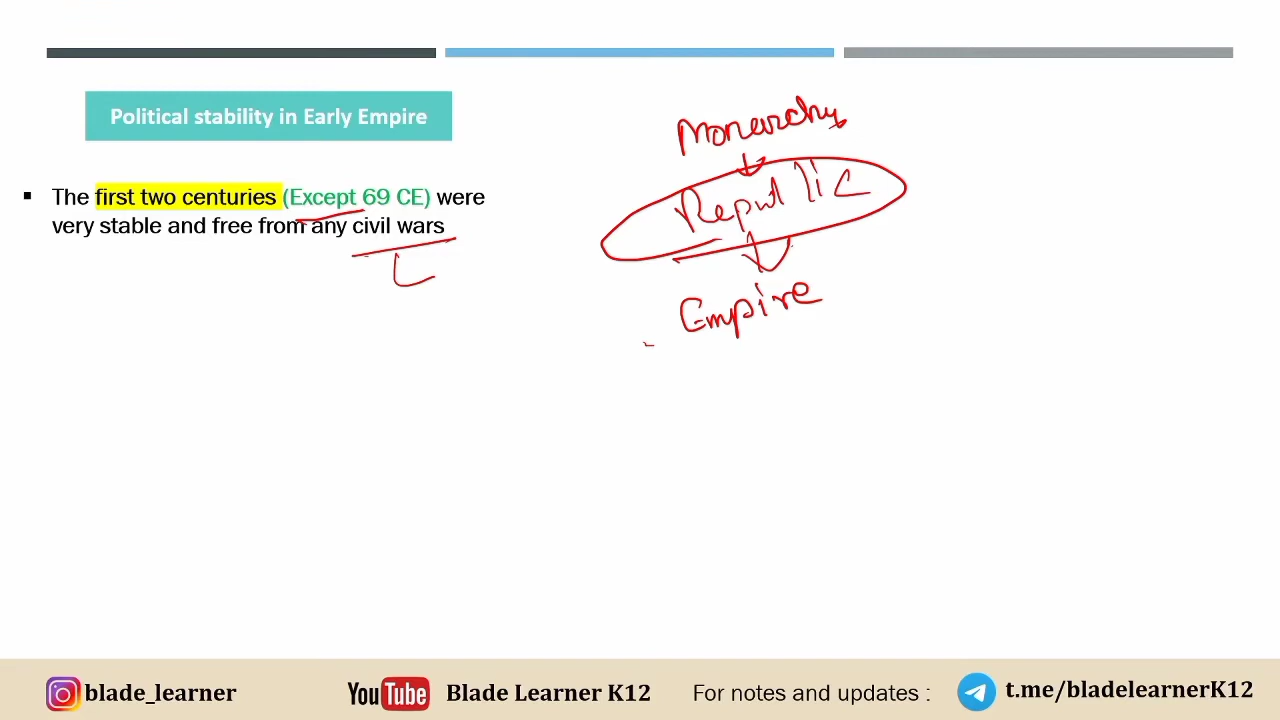 Political stability in Early Empire
▪ The first two centuries (Except 69 CE) were
very stable and free from any civil wars
Monarchy
Republic
Empire
blade_learner
YouTube
Blade Learner K12
For notes and updates :
t.me/bladelearnerK12